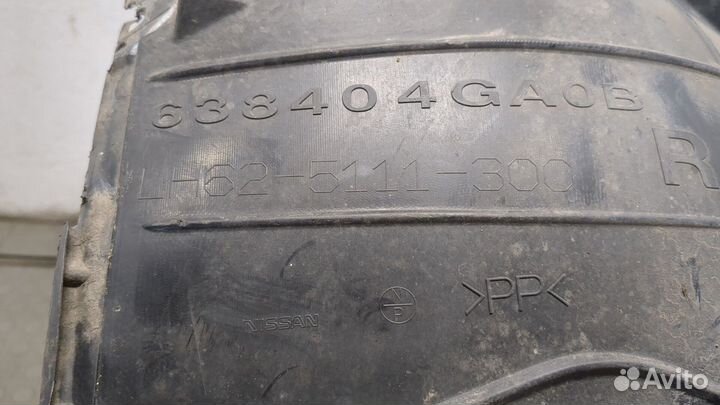 638404GA0B
LH62-5111-300
R
NISSAN
N
P
>PP<
Avito